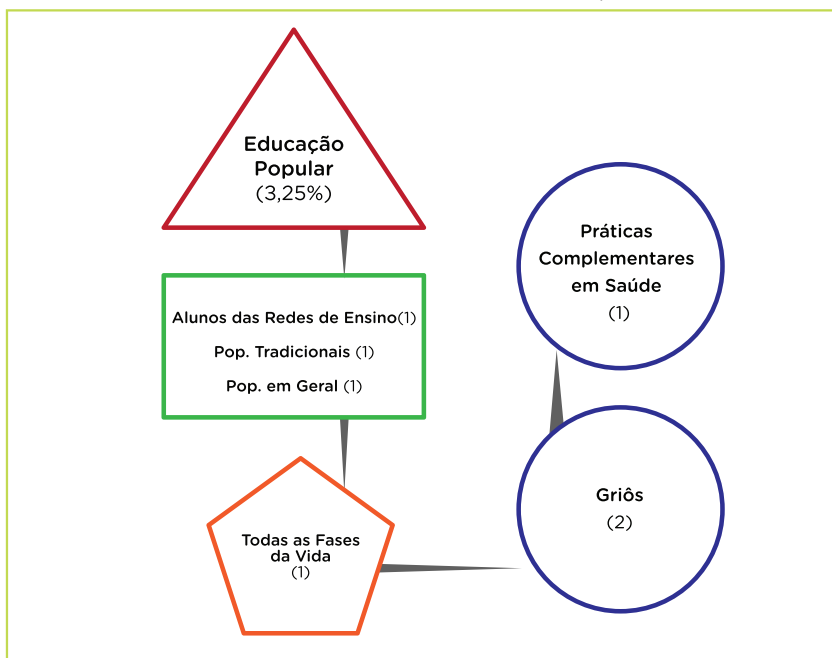 Educação
Popular
(3,25%)
Alunos das Redes de Ensino(1)
Pop. Tradicionais (1)
Pop. em Geral (1)
Todas as Fases
da Vida
(1)
Griôs
(2)
Práticas
Complementares
em Saúde
(1)